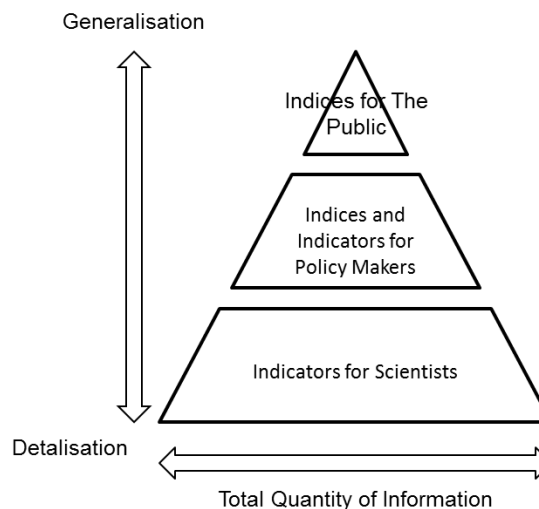 Generalisation
Indices for The
Public
Indices and
Indicators for
Policy Makers
Indicators for Scientists
Detalisation
Total Quantity of Information